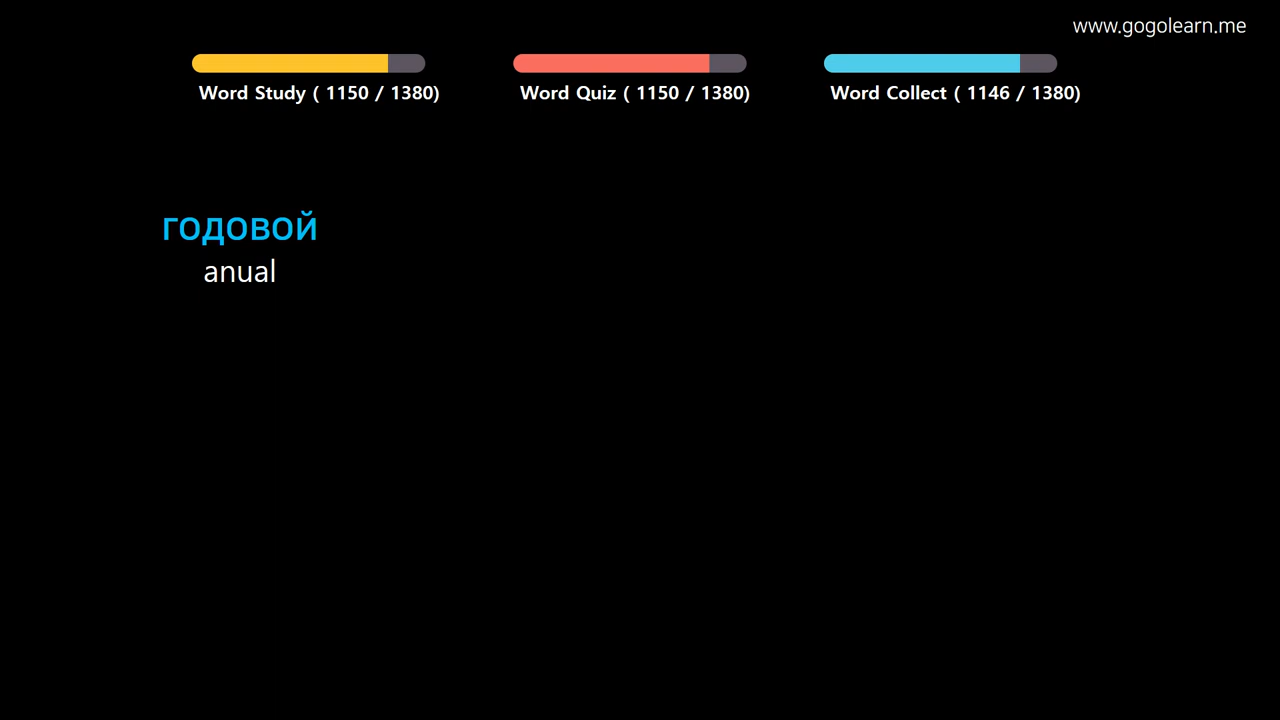 www.gogolearn.me
Word Study ( 1150 / 1380)
Word Quiz ( 1150 / 1380)
Word Collect ( 1146 / 1380)
годовой
anual